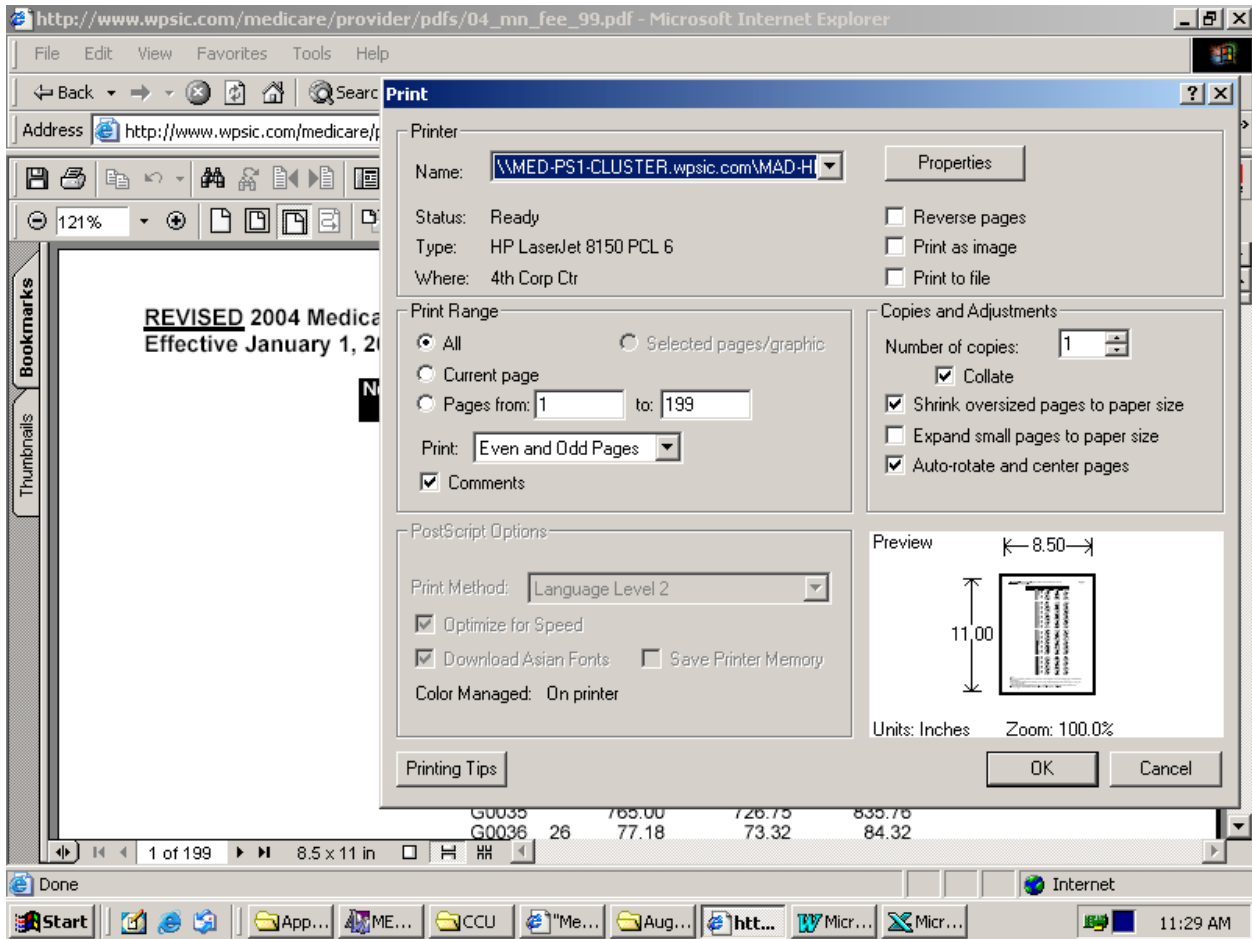 http://www.wpsic.com/medicare/provider/pdfs/04_mn_fee_99.pdf - Microsoft Internet Explorer
File Edit View Favorites Tools Help
Back Searc
Address http://www.wpsic.com/medicare/p
121%
Bookmarks
Thumbnails
REVISED 2004 Medica
Effective January 1, 20
Print
Printer
Name: \\MED-PS1-CLUSTER.wpsic.com\MAD-HI
Properties
Status: Ready
Reverse pages
Type: HP LaserJet 8150 PCL 6
Print as image
Where: 4th Corp Ctr
Print to file
Print Range
All Selected pages/graphic
Current page
Pages from: 1 to: 199
Print: Even and Odd Pages
Comments
Copies and Adjustments
Number of copies: 1
Collate
Shrink oversized pages to paper size
Expand small pages to paper size
Auto-rotate and center pages
PostScript Options
Print Method: Language Level 2
Optimize for Speed
Download Asian Fonts Save Printer Memory
Color Managed: On printer
Preview
8.50
11.00
Units: Inches Zoom: 100.0%
Printing Tips
OK Cancel
G0035 765.00 726.75 835.76
G0036 26 77.18 73.32 84.32
1 of 199 8.5 x 11 in
Done Internet
Start App... ME... CCU "Me... Aug... htt... Micr... Micr... 11:29 AM